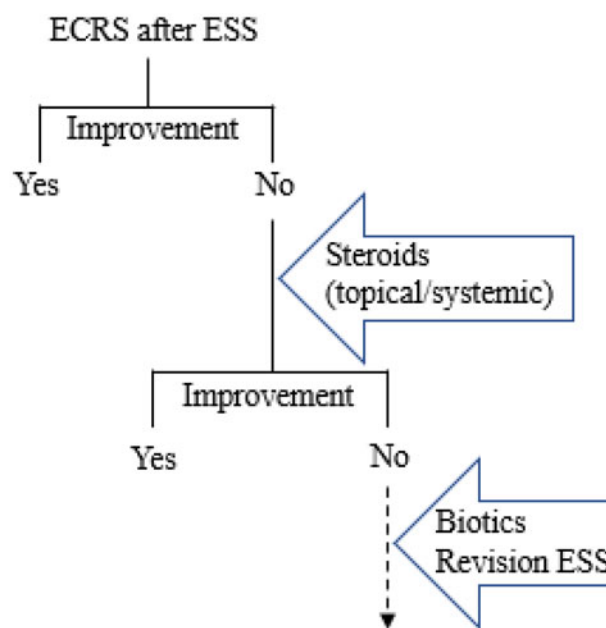 ECRS after ESS
Improvement
Yes
No
Steroids
(topical/systemic)
Improvement
Yes
No
Biotics
Revision ESS